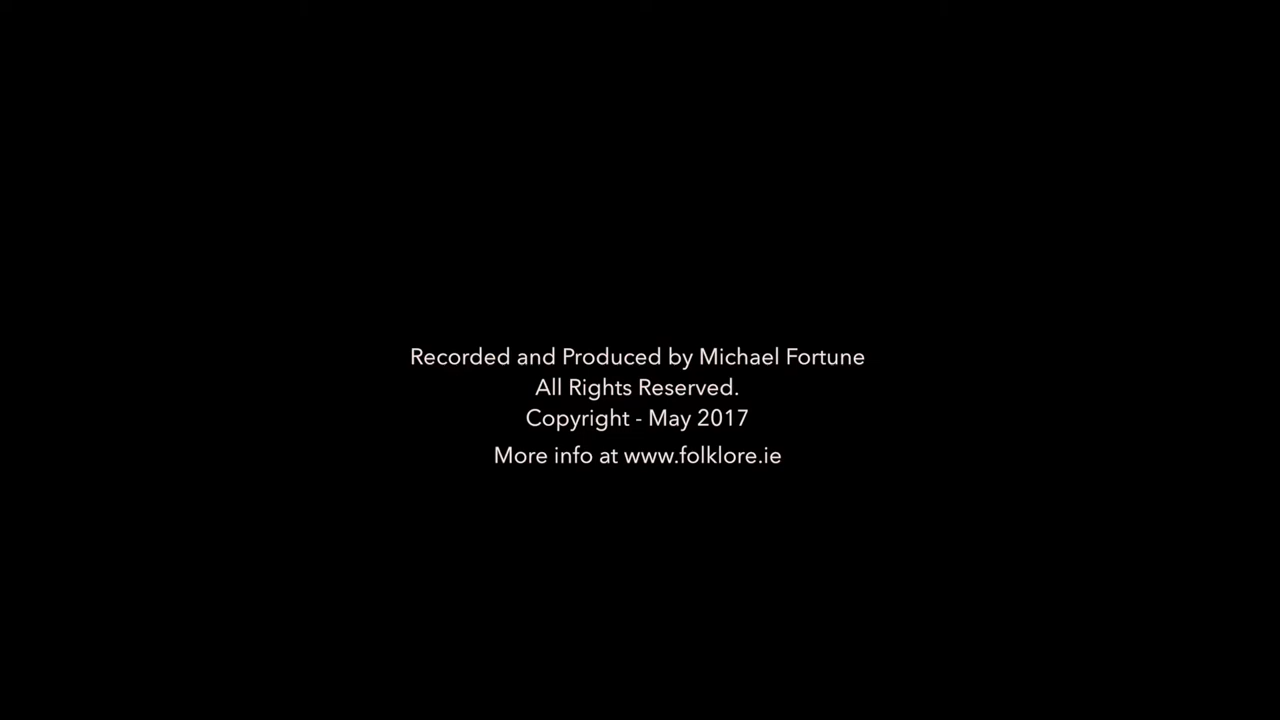 Recorded and Produced by Michael Fortune
All Rights Reserved.
Copyright - May 2017
More info at www.folklore.ie